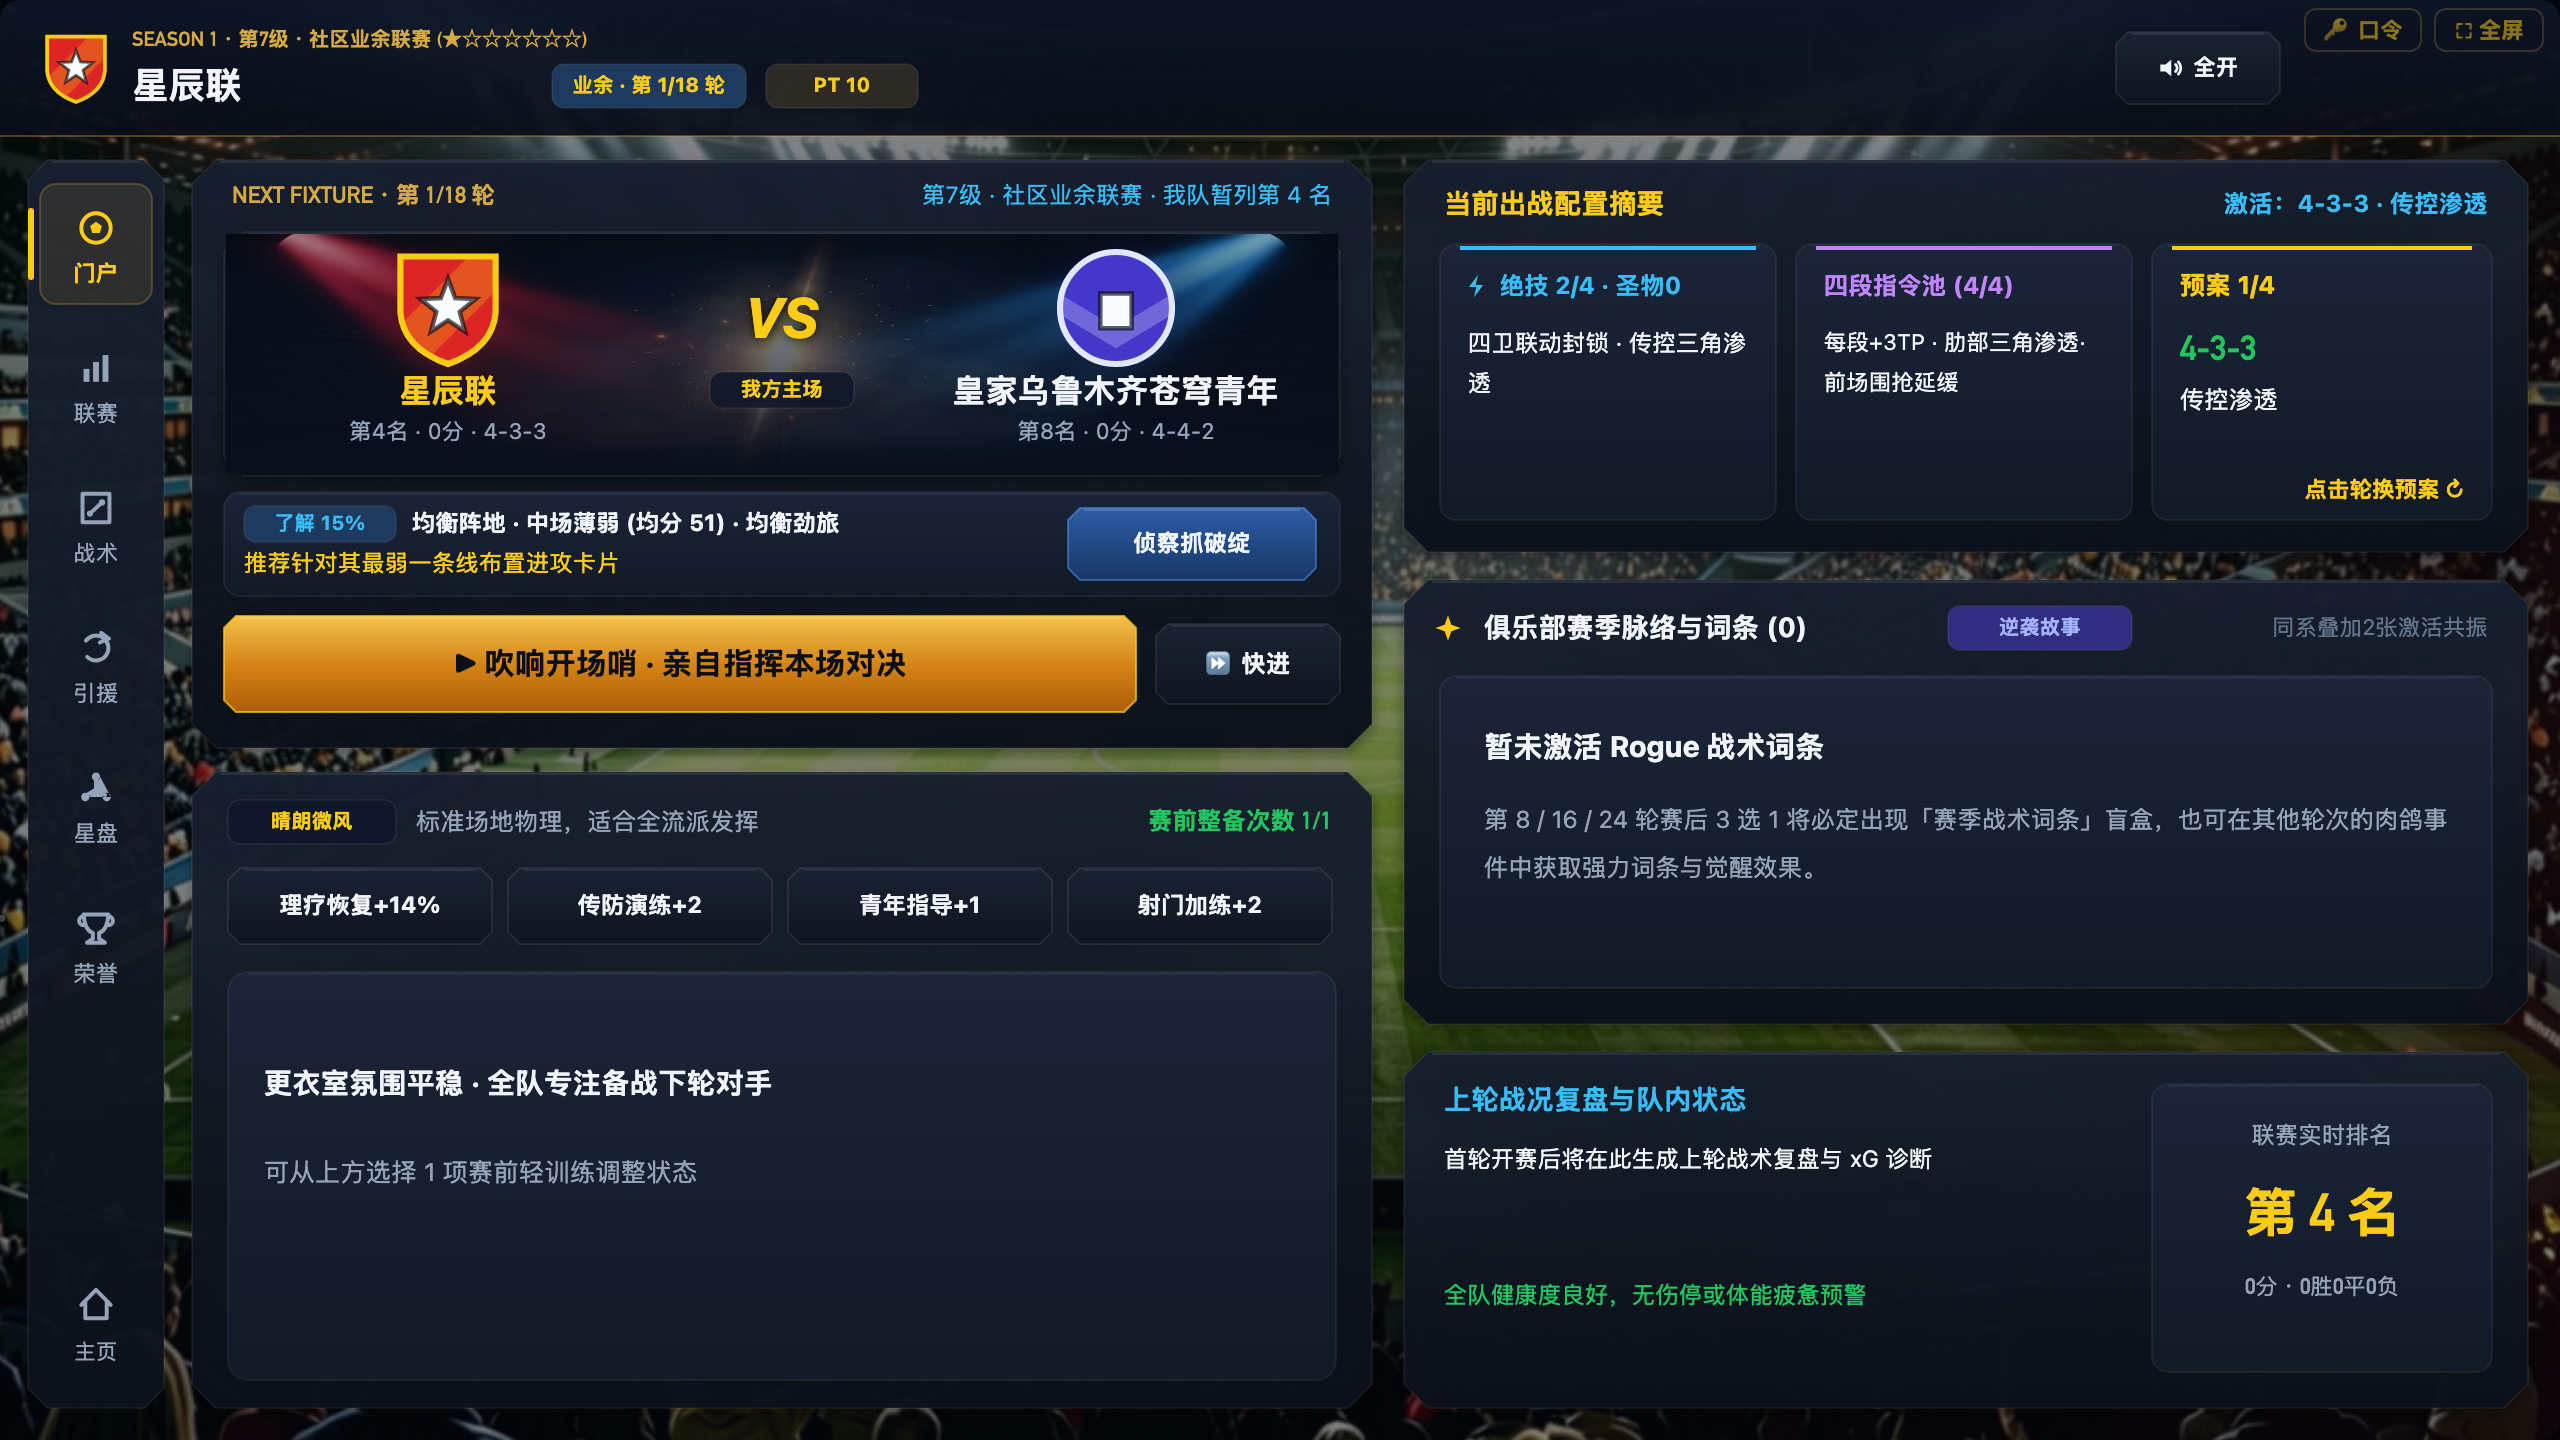 SEASON 1 · 第7级 · 社区业余联赛 (★☆☆☆☆☆☆)
星辰联
业余 · 第 1/18 轮
PT 10
全开
口令
全屏
门户
联赛
战术
引援
星盘
荣誉
主页
NEXT FIXTURE · 第 1/18 轮
第7级 · 社区业余联赛 · 我队暂列第 4 名
VS
我方主场
星辰联
第4名 · 0分 · 4-3-3
皇家乌鲁木齐苍穹青年
第8名 · 0分 · 4-4-2
了解 15%
均衡阵地 · 中场薄弱 (均分 51) · 均衡劲旅
推荐针对其最弱一条线布置进攻卡片
侦察抓破绽
▶ 吹响开场哨 · 亲自指挥本场对决
快进
晴朗微风
标准场地物理，适合全流派发挥
赛前整备次数 1/1
理疗恢复+14%
传防演练+2
青年指导+1
射门加练+2
更衣室氛围平稳 · 全队专注备战下轮对手
可从上方选择 1 项赛前轻训练调整状态
当前出战配置摘要
激活：4-3-3 · 传控渗透
绝技 2/4 · 圣物0
四卫联动封锁 · 传控三角渗
透
四段指令池 (4/4)
每段+3TP · 肋部三角渗透·
前场围抢延缓
预案 1/4
4-3-3
传控渗透
点击轮换预案 ↻
俱乐部赛季脉络与词条 (0)
逆袭故事
同系叠加2张激活共振
暂未激活 Rogue 战术词条
第 8 / 16 / 24 轮赛后 3 选 1 将必定出现「赛季战术词条」盲盒，也可在其他轮次的肉鸽事
件中获取强力词条与觉醒效果。
上轮战况复盘与队内状态
首轮开赛后将在此生成上轮战术复盘与 xG 诊断
全队健康度良好，无伤停或体能疲惫预警
联赛实时排名
第 4 名
0分 · 0胜0平0负